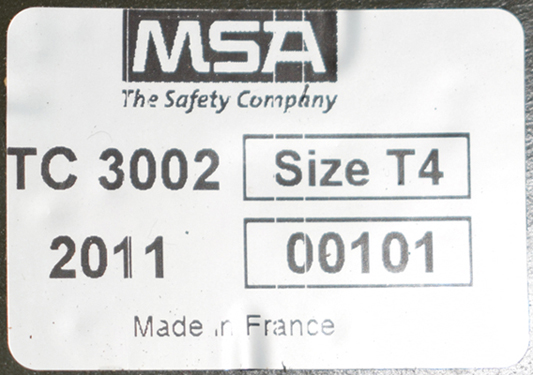 MSA
The Safety Company
TC 3002 Size T4
2011 00101
Made in France